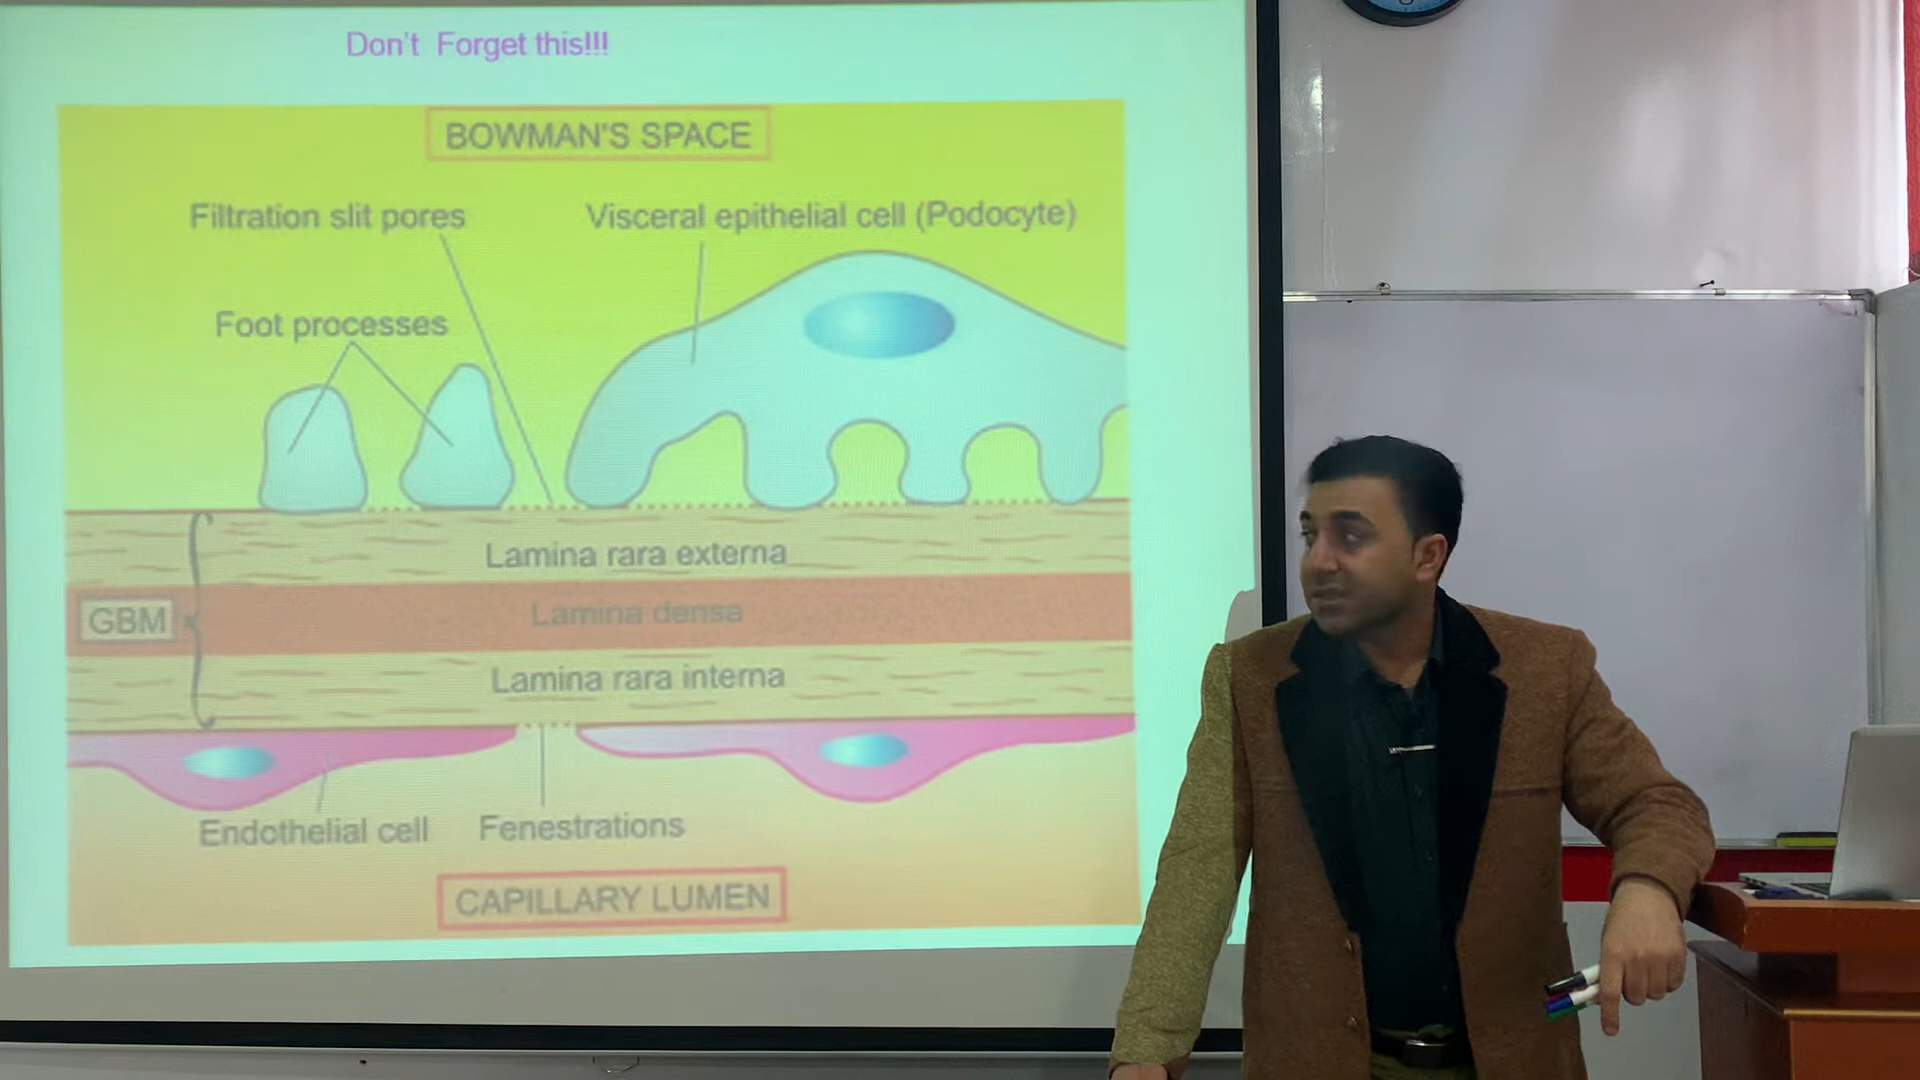 Don't Forget this!!!
BOWMAN'S SPACE
Filtration slit pores
Visceral epithelial cell (Podocyte)
Foot processes
Lamina rara externa
GBM
Lamina densa
Lamina rara interna
Endothelial cell
Fenestrations
CAPILLARY LUMEN